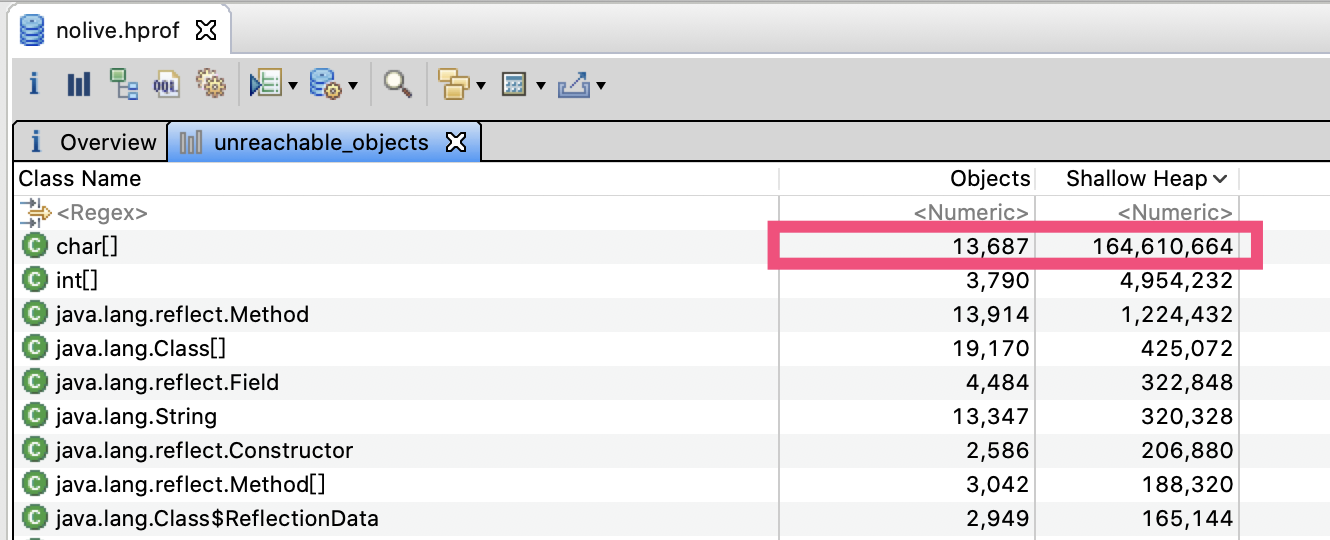 nolive.hprof
i OQL
i Overview unreachable_objects
Class Name Objects Shallow Heap
<Regex> <Numeric> <Numeric>
C char[] 13,687 164,610,664
C int[] 3,790 4,954,232
C java.lang.reflect.Method 13,914 1,224,432
C java.lang.Class[] 19,170 425,072
C java.lang.reflect.Field 4,484 322,848
C java.lang.String 13,347 320,328
C java.lang.reflect.Constructor 2,586 206,880
C java.lang.reflect.Method[] 3,042 188,320
C java.lang.Class$ReflectionData 2,949 165,144